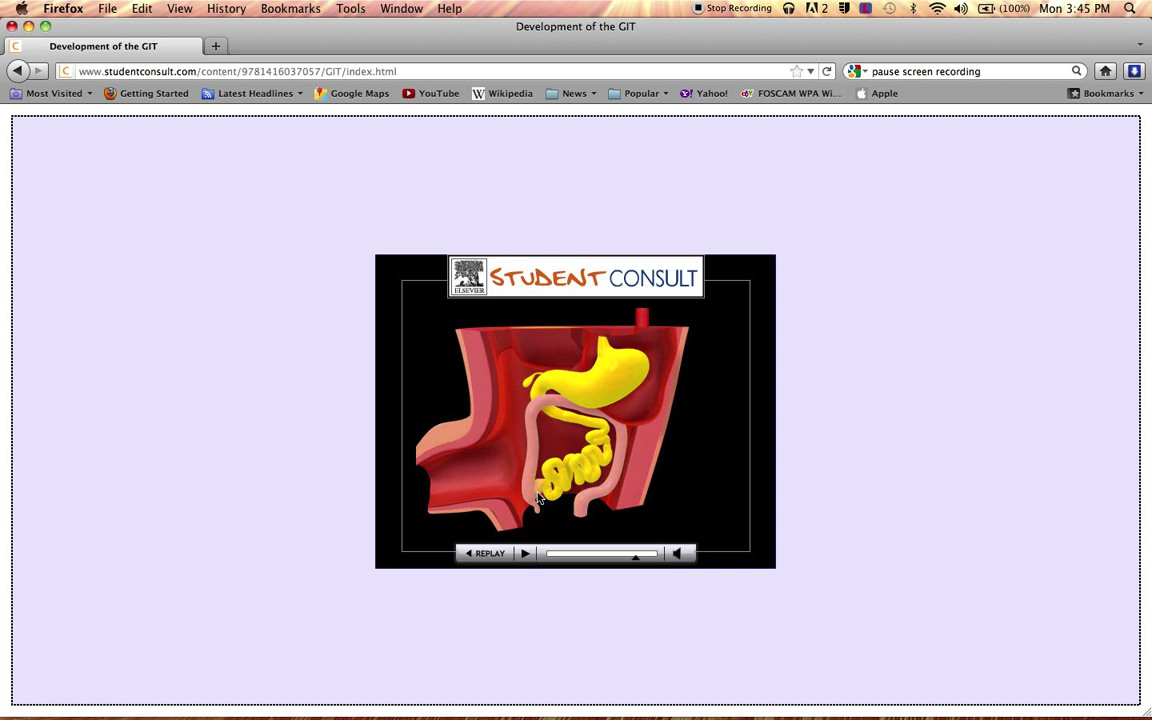 Firefox File Edit View History Bookmarks Tools Window Help Stop Recording 2 (100%) Mon 3:45 PM
Development of the GIT
Development of the GIT
www.studentconsult.com/content/9781416037057/GIT/index.html pause screen recording
Most Visited Getting Started Latest Headlines Google Maps YouTube Wikipedia News Popular Yahoo! FOSCAM WPA Wi... Apple Bookmarks
ELSEVIER STUDENT CONSULT
REPLAY